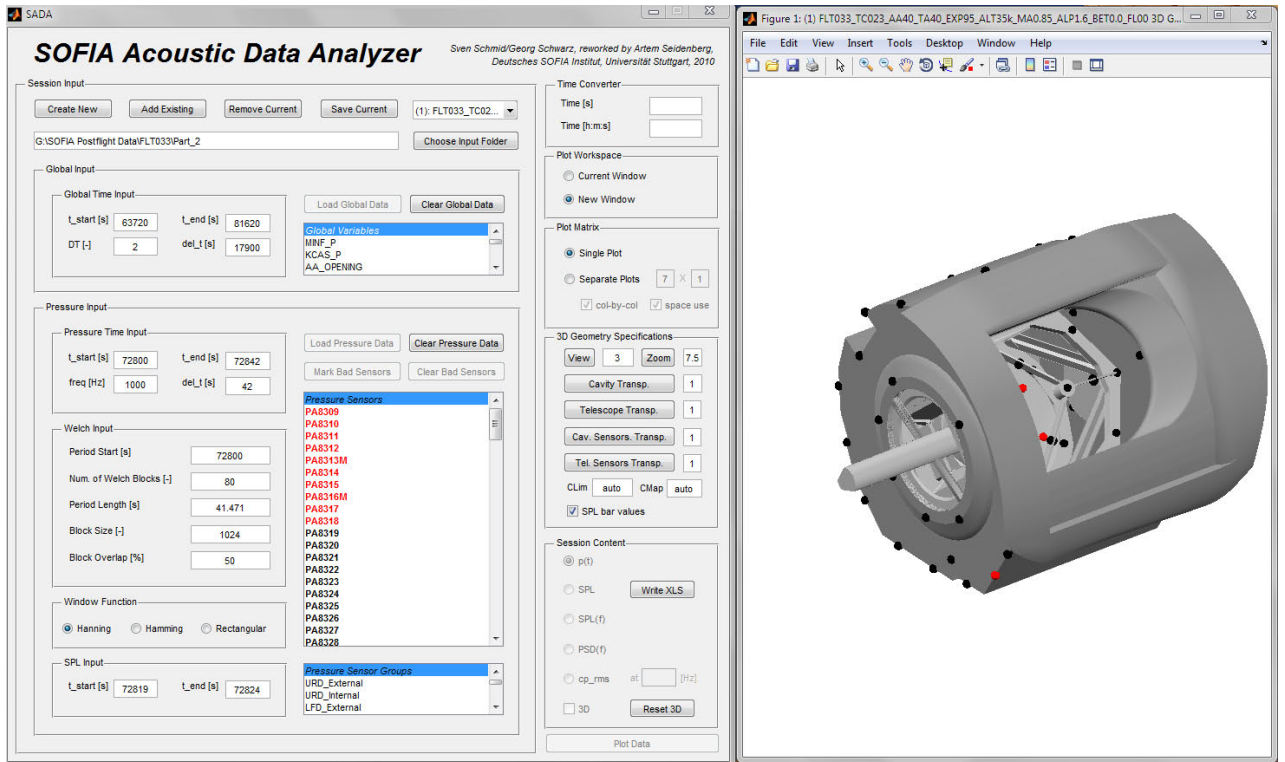 SADA
SOFIA Acoustic Data Analyzer
Sven Schmid/Georg Schwarz, reworked by Artem Seidenberg,
Deutsches SOFIA Institut, Universität Stuttgart, 2010
Session Input
Create New Add Existing Remove Current Save Current (1): FLT033_TC02...
G:\SOFIA Postflight Data\FLT033\Part_2 Choose Input Folder
Global Input
Global Time Input
t_start [s] 63720 t_end [s] 81620
DT [-] 2 del_t [s] 17900
Load Global Data Clear Global Data
Global Variables
MINF_P
KCAS_P
AA_OPENING
Pressure Input
Pressure Time Input
t_start [s] 72800 t_end [s] 72842
freq [Hz] 1000 del_t [s] 42
Load Pressure Data Clear Pressure Data
Mark Bad Sensors Clear Bad Sensors
Welch Input
Period Start [s] 72800
Num. of Welch Blocks [-] 80
Period Length [s] 41.471
Block Size [-] 1024
Block Overlap [%] 50
Window Function
Hanning Hamming Rectangular
SPL Input
t_start [s] 72819 t_end [s] 72824
Pressure Sensors
PA8309
PA8310
PA8311
PA8312
PA8313M
PA8314
PA8315
PA8316M
PA8317
PA8318
PA8319
PA8320
PA8321
PA8322
PA8323
PA8324
PA8325
PA8326
PA8327
PA8328
Pressure Sensor Groups
URD_External
URD_Internal
LFD_External
Time Converter
Time [s]
Time [h:m:s]
Plot Workspace
Current Window
New Window
Plot Matrix
Single Plot
Separate Plots 7 X 1
col-by-col space use
3D Geometry Specifications
View 3 Zoom 7.5
Cavity Transp. 1
Telescope Transp. 1
Cav. Sensors. Transp. 1
Tel. Sensors Transp. 1
CLim auto CMap auto
SPL bar values
Session Content
p(t)
SPL Write XLS
SPL(f)
PSD(f)
cp_rms at [Hz]
3D Reset 3D
Plot Data
Figure 1: (1) FLT033_TC023_AA40_TA40_EXP95_ALT35k_MA0.85_ALP1.6_BET0.0_FL00 3D G...
File Edit View Insert Tools Desktop Window Help